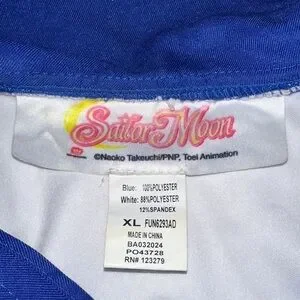 Sailor Moon
©Naoko Takeuchi/PNP, Toei Animation
Blue: 100%POLYESTER
White: 88%POLYESTER
12%SPANDEX
XL FUN6293AD
MADE IN CHINA
BA032024
PO43728
RN# 123279